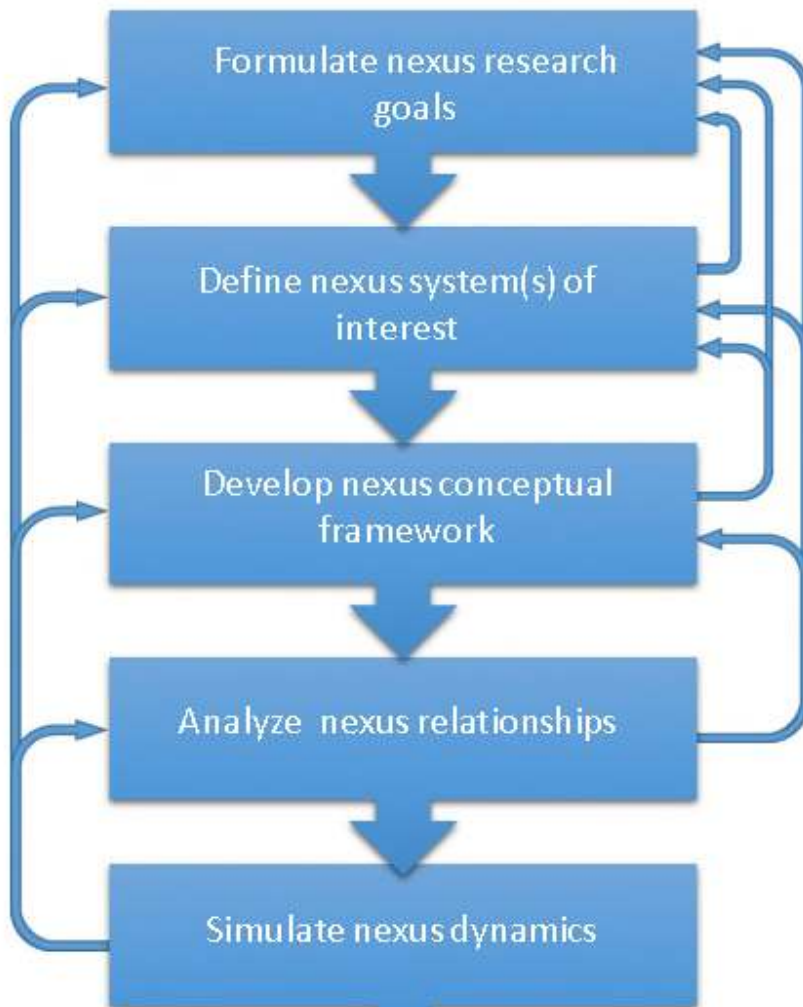 Formulate nexus research
goals
Define nexus system(s) of
interest
Develop nexus conceptual
framework
Analyze nexus relationships
Simulate nexus dynamics